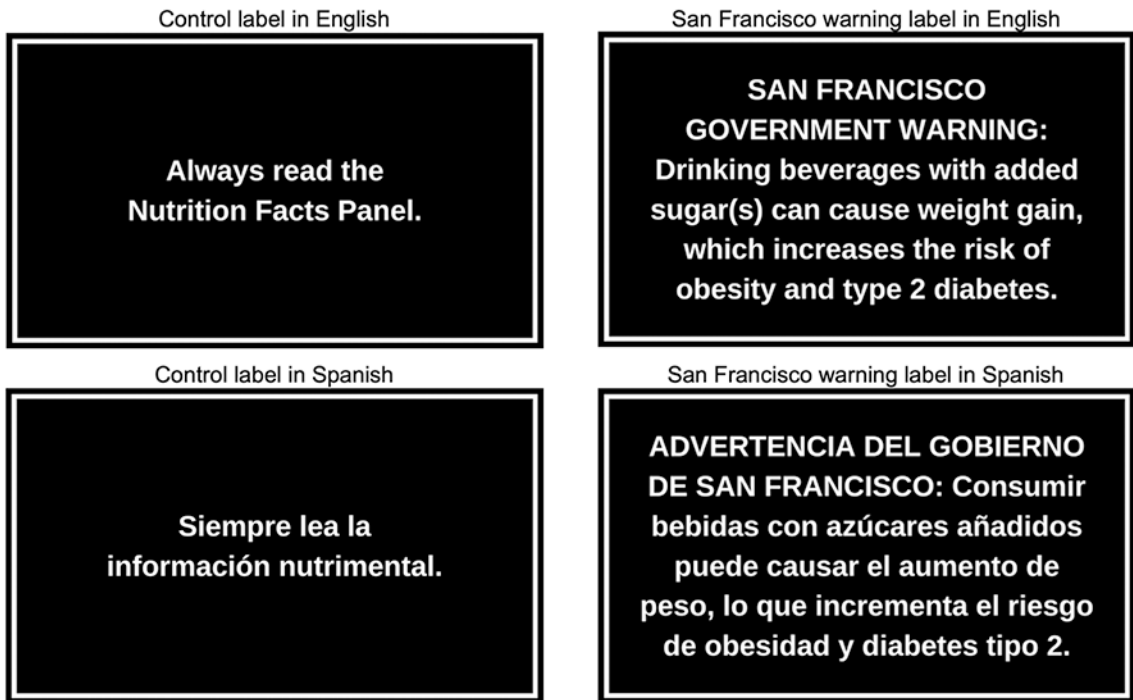 Control label in English
Always read the
Nutrition Facts Panel.
San Francisco warning label in English
SAN FRANCISCO
GOVERNMENT WARNING:
Drinking beverages with added
sugar(s) can cause weight gain,
which increases the risk of
obesity and type 2 diabetes.
Control label in Spanish
Siempre lea la
información nutrimental.
San Francisco warning label in Spanish
ADVERTENCIA DEL GOBIERNO
DE SAN FRANCISCO: Consumir
bebidas con azúcares añadidos
puede causar el aumento de
peso, lo que incrementa el riesgo
de obesidad y diabetes tipo 2.